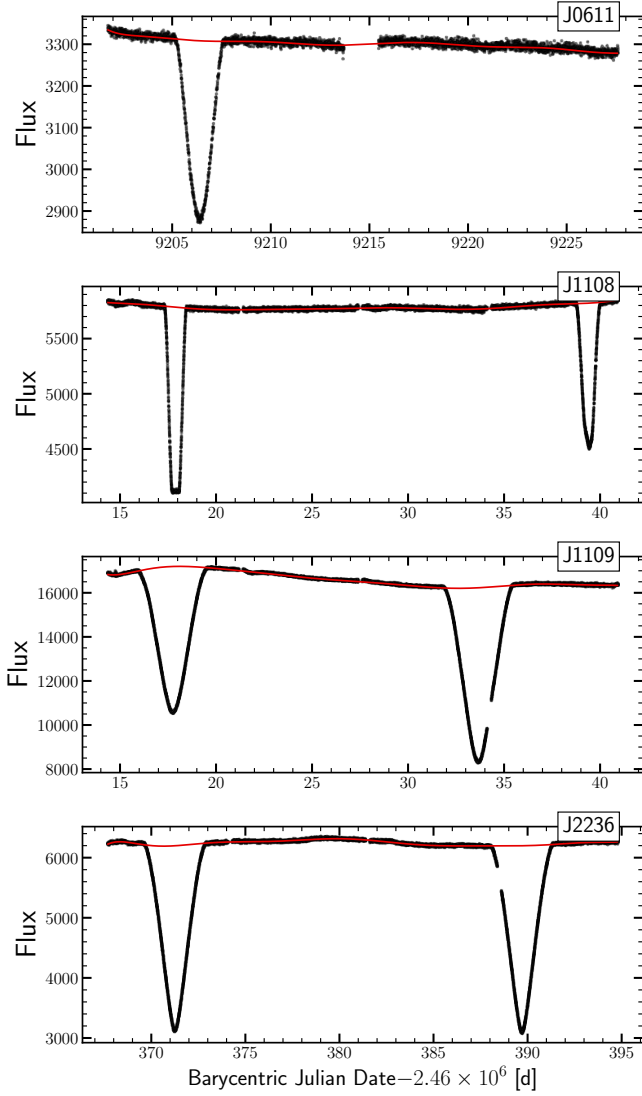 J0611
3300
3200
3100
3000
2900
Flux
9205 9210 9215 9220 9225
J1108
5500
5000
4500
Flux
15 20 25 30 35 40
J1109
16000
14000
12000
10000
8000
Flux
15 20 25 30 35 40
J2236
6000
5000
4000
3000
Flux
370 375 380 385 390 395
Barycentric Julian Date−2.46 × 10⁶ [d]